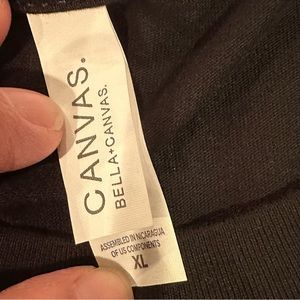 CANVAS.
BELLA+CANVAS.
ASSEMBLED IN NICARAGUA
OF US COMPONENTS
XL